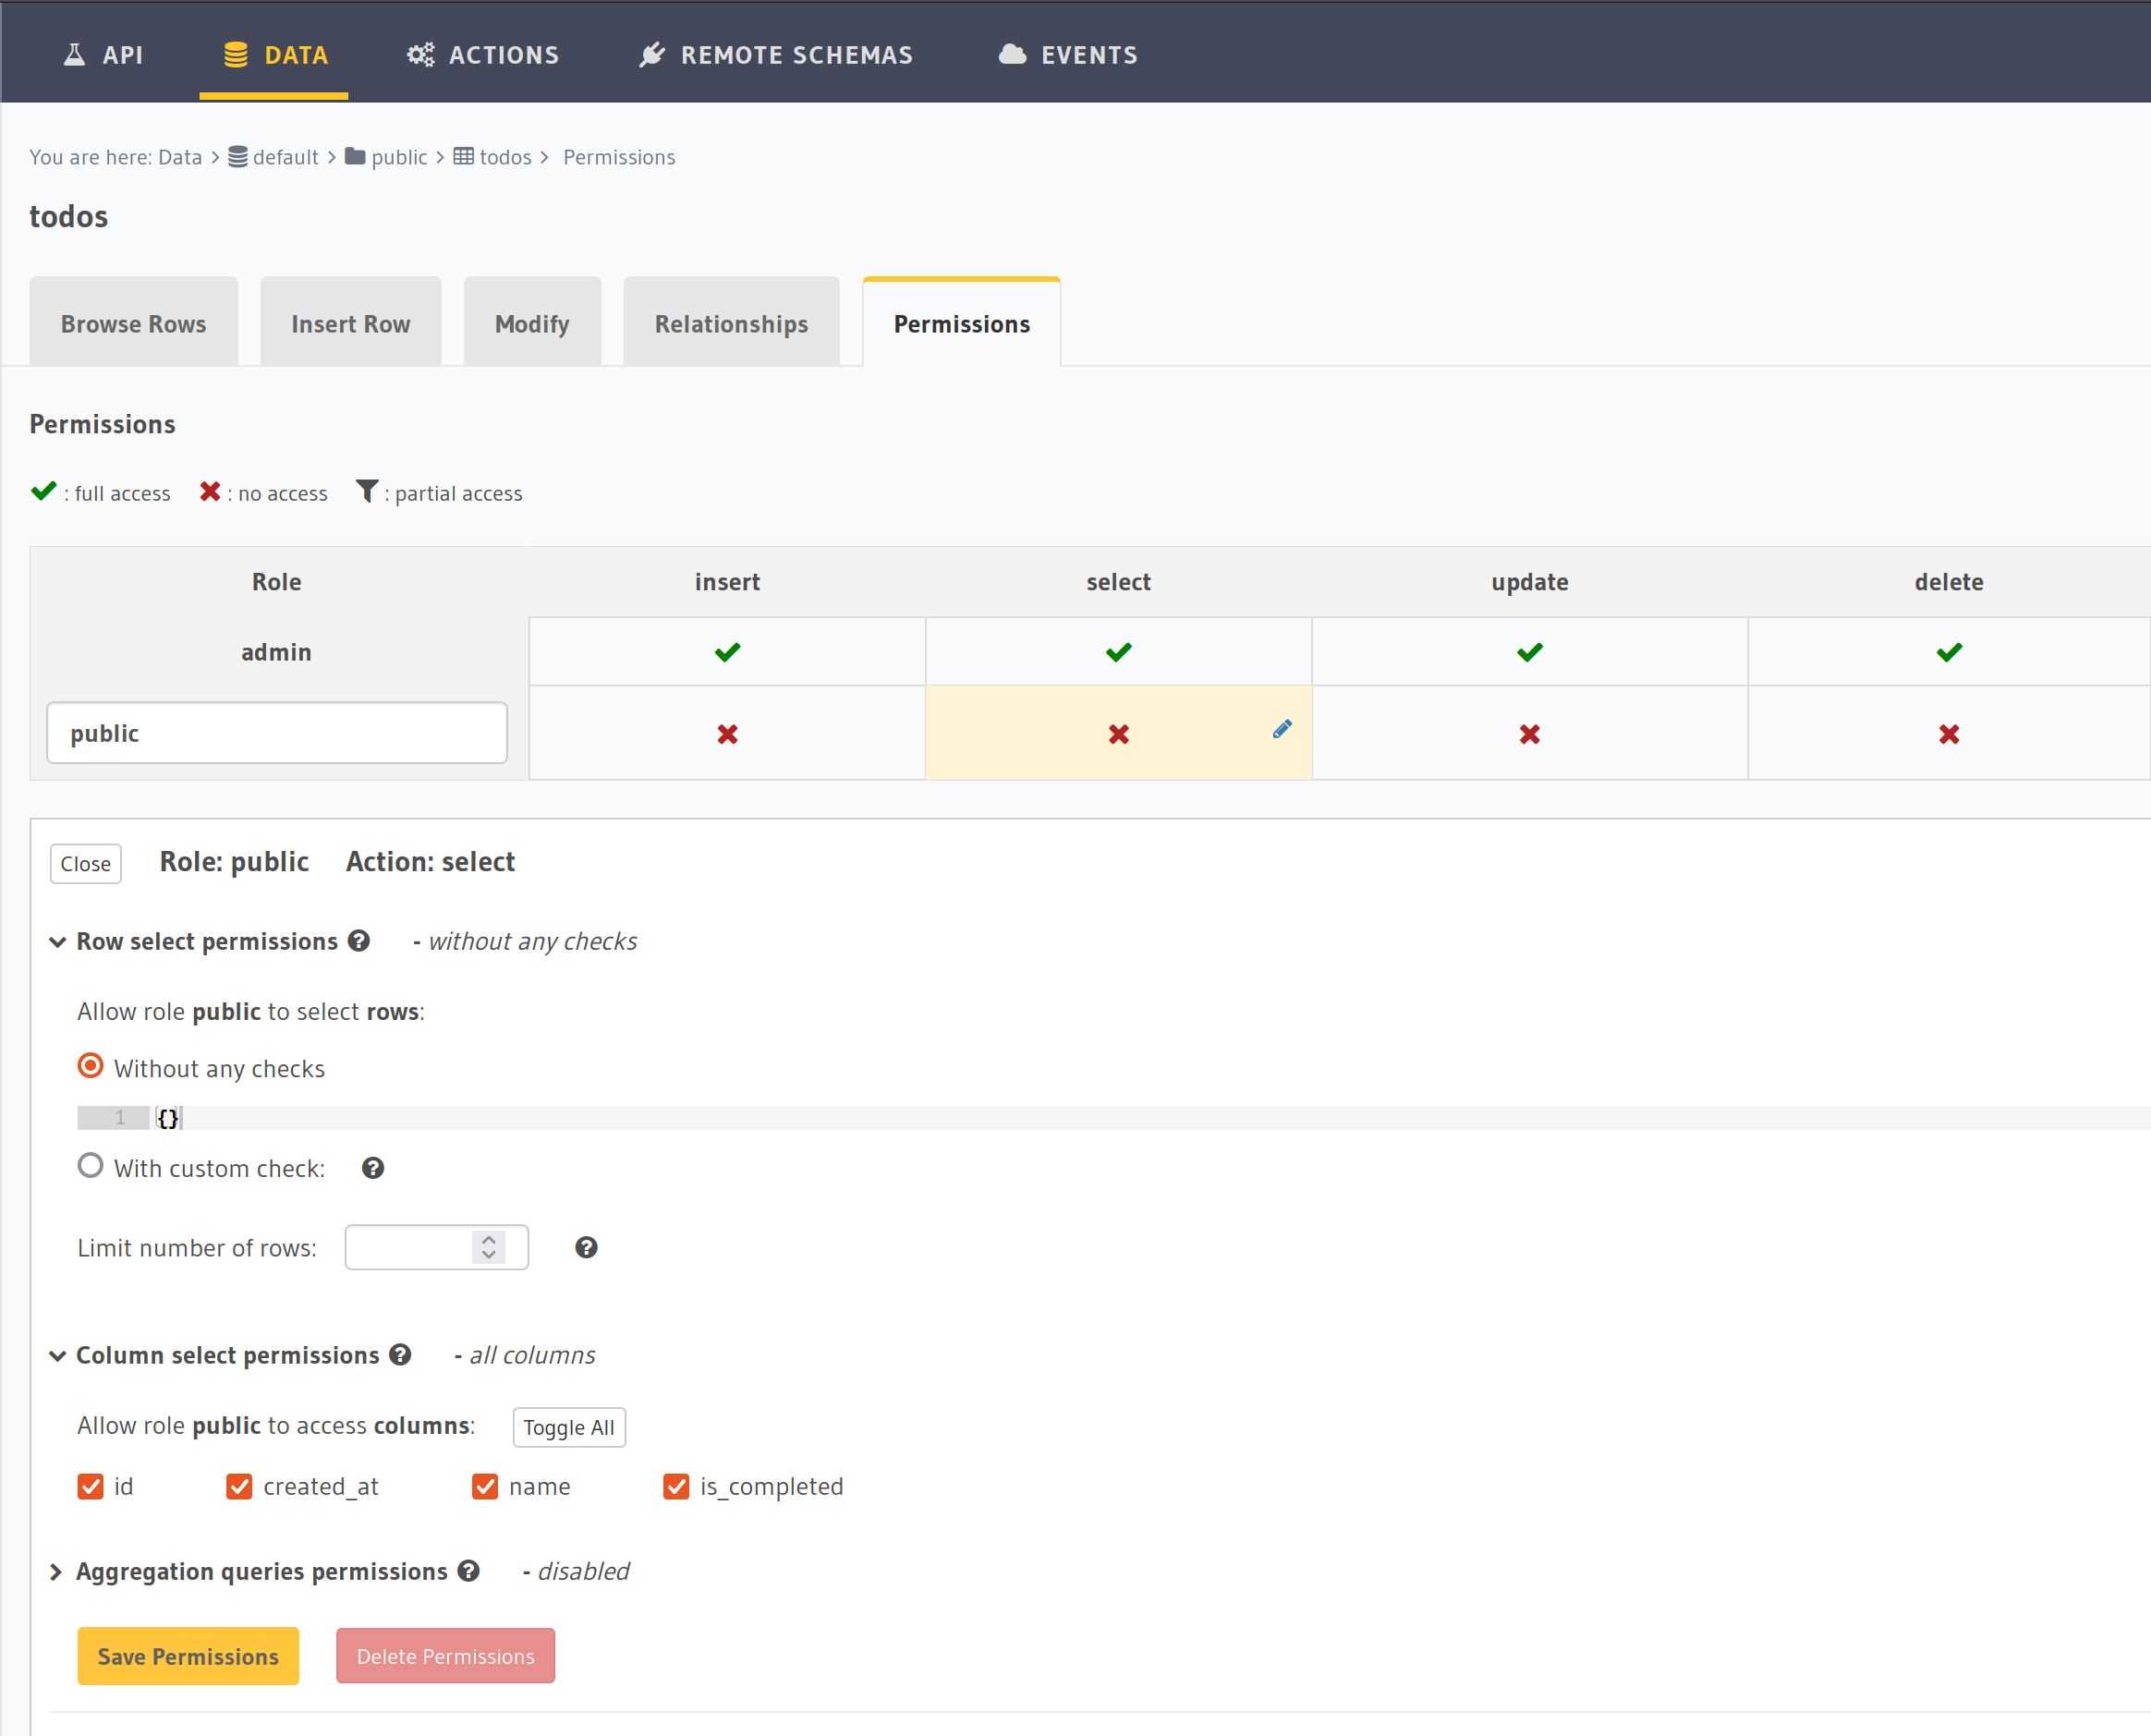 API DATA ACTIONS REMOTE SCHEMAS EVENTS
You are here: Data > default > public > todos > Permissions
todos
Browse Rows Insert Row Modify Relationships Permissions
Permissions
: full access : no access : partial access
Role insert select update delete
admin
public
Close Role: public Action: select
Row select permissions - without any checks
Allow role public to select rows:
Without any checks
1 {}
With custom check:
Limit number of rows:
Column select permissions - all columns
Allow role public to access columns: Toggle All
id created_at name is_completed
Aggregation queries permissions - disabled
Save Permissions Delete Permissions